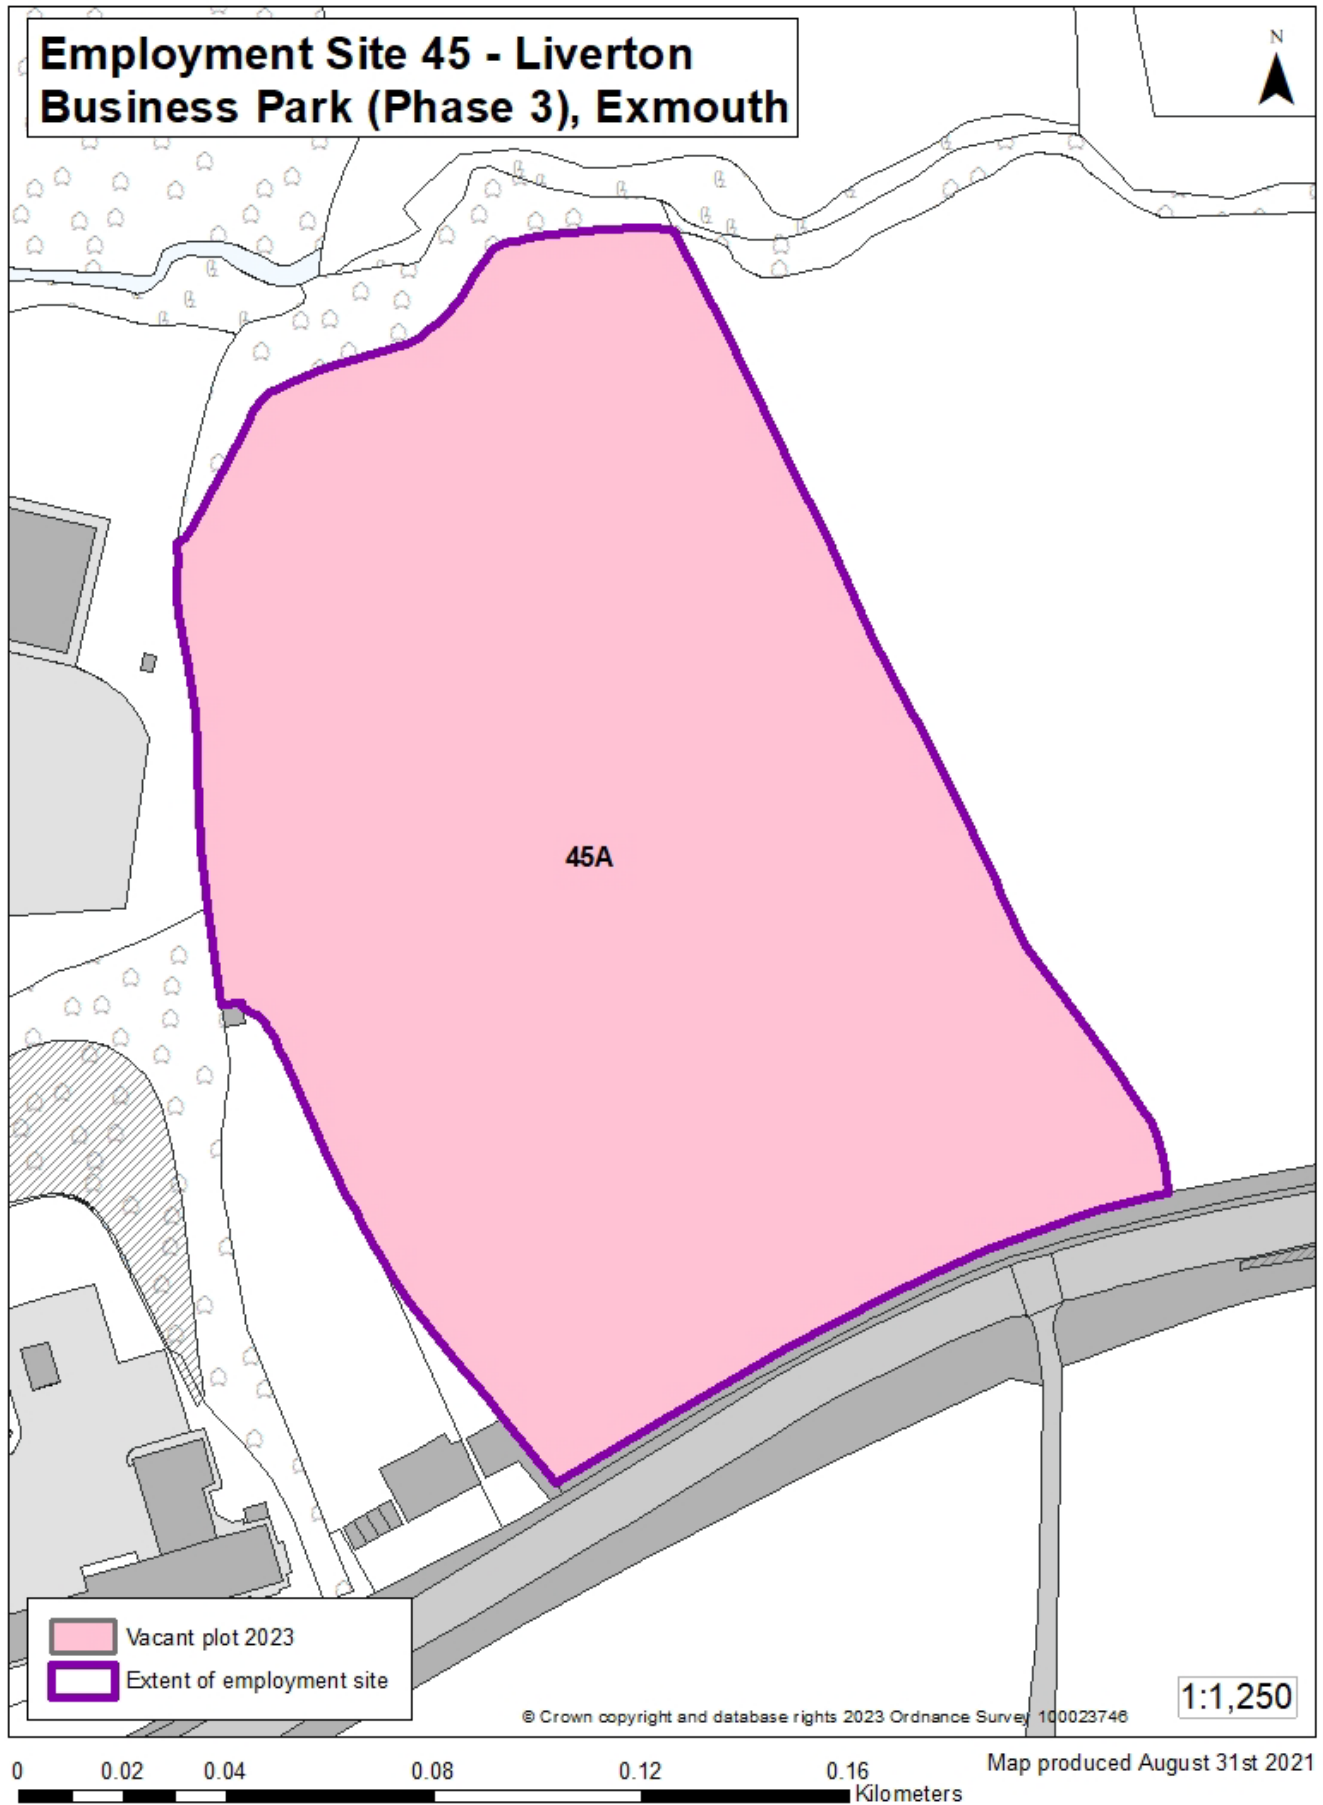 Employment Site 45 - Liverton
Business Park (Phase 3), Exmouth
N
45A
Vacant plot 2023
Extent of employment site
1:1,250
© Crown copyright and database rights 2023 Ordnance Survey 100023746
Map produced August 31st 2021
0 0.02 0.04 0.08 0.12 0.16
Kilometers